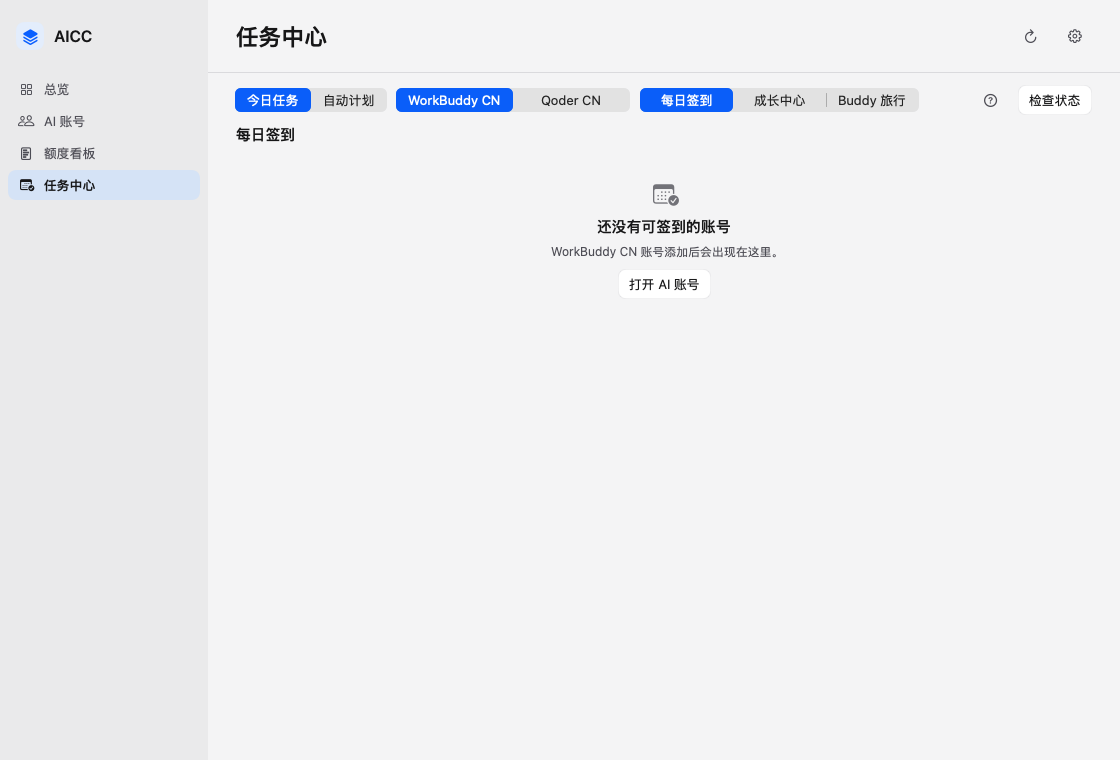 AICC
总览
AI 账号
额度看板
任务中心
任务中心
今日任务 自动计划 WorkBuddy CN Qoder CN 每日签到 成长中心 Buddy 旅行 检查状态
每日签到
还没有可签到的账号
WorkBuddy CN 账号添加后会出现在这里。
打开 AI 账号